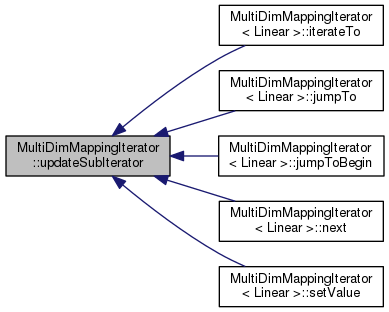 MultiDimMappingIterator
< Linear >::iterateTo
MultiDimMappingIterator
< Linear >::jumpTo
MultiDimMappingIterator
::updateSubIterator
MultiDimMappingIterator
< Linear >::jumpToBegin
MultiDimMappingIterator
< Linear >::next
MultiDimMappingIterator
< Linear >::setValue